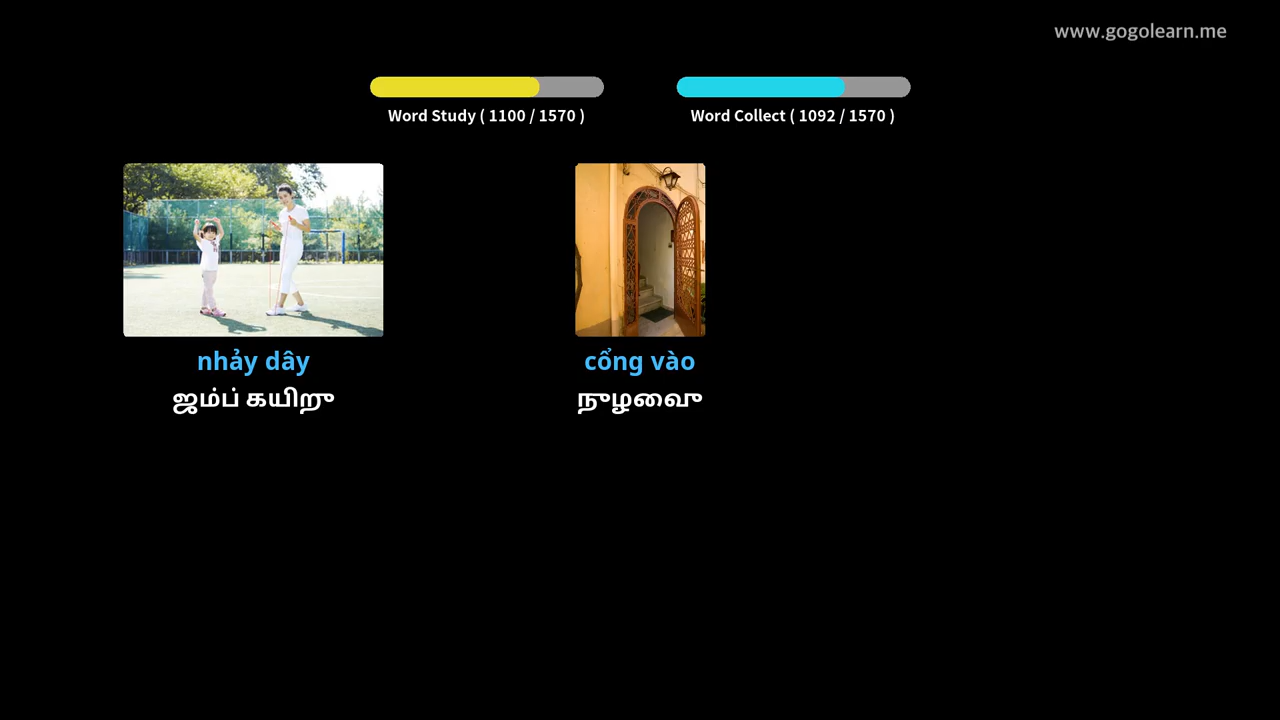 www.gogolearn.me
Word Study ( 1100 / 1570 )
Word Collect ( 1092 / 1570 )
nhảy dây
ஜம்ப் கயிறு
cổng vào
நுழைவு